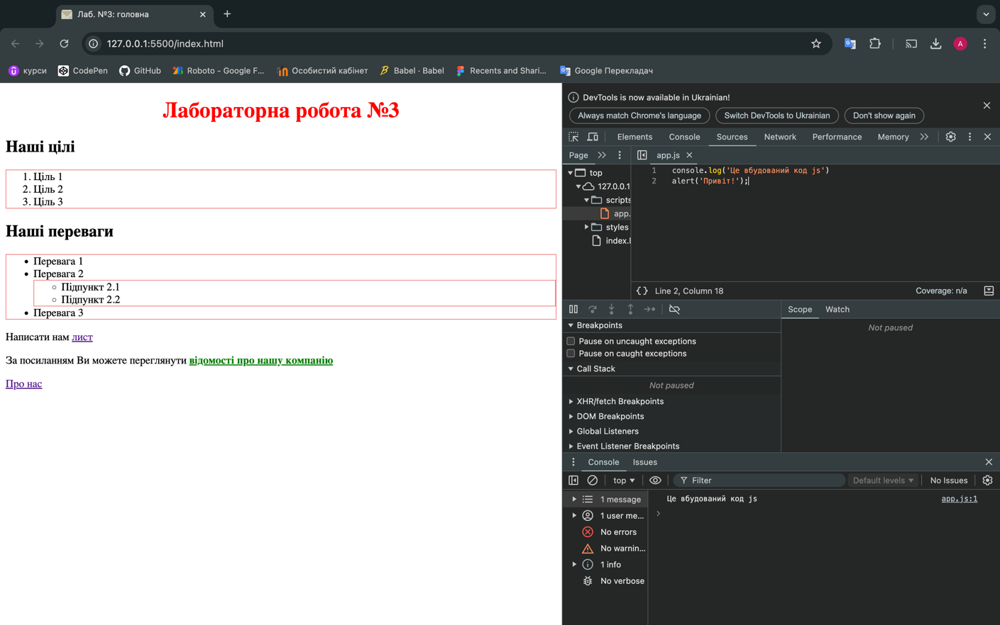 Лаб. №3: головна
127.0.0.1:5500/index.html
A
курси CodePen GitHub Roboto - Google F... Особистий кабінет Babel · Babel Recents and Shari... Google Перекладач
Лабораторна робота №3
Наші цілі
1. Ціль 1
2. Ціль 2
3. Ціль 3
Наші переваги
Перевага 1
Перевага 2
Підпункт 2.1
Підпункт 2.2
Перевага 3
Написати нам лист
За посиланням Ви можете переглянути відомості про нашу компанію
Про нас
DevTools is now available in Ukrainian!
Always match Chrome's language Switch DevTools to Ukrainian Don't show again
Elements Console Sources Network Performance Memory
Page app.js
top
127.0.0.1
scripts
app.
styles
index.h
1 console.log('Це вбудований код js')
2 alert('Привіт!');
{} Line 2, Column 18 Coverage: n/a
Breakpoints
Pause on uncaught exceptions
Pause on caught exceptions
Call Stack
Not paused
XHR/fetch Breakpoints
DOM Breakpoints
Global Listeners
Event Listener Breakpoints
Scope Watch
Not paused
Console Issues
top Filter Default levels No Issues
1 message
1 user me...
No errors
No warnin...
1 info
No verbose
Це вбудований код js app.js:1